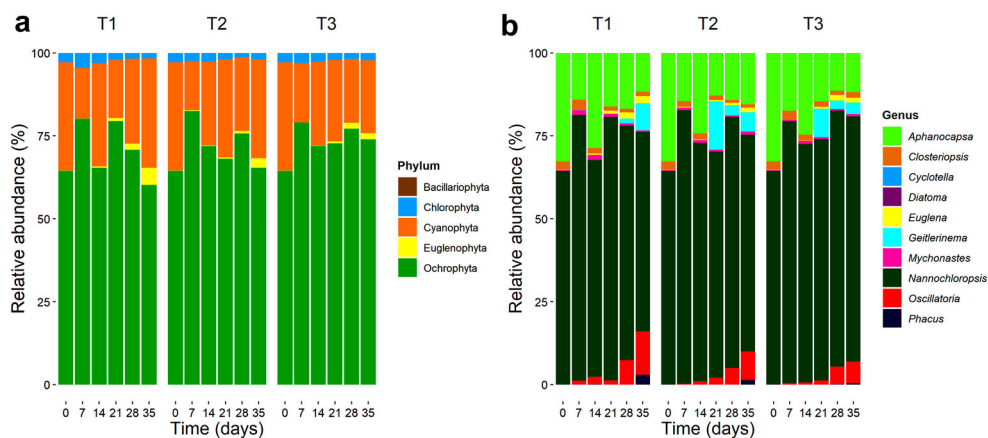 a
T1
T2
T3
100
75
50
25
0
Relative abundance (%)
0 7 14 21 28 35
0 7 14 21 28 35
0 7 14 21 28 35
Time (days)
Phylum
Bacillariophyta
Chlorophyta
Cyanophyta
Euglenophyta
Ochrophyta
b
T1
T2
T3
100
75
50
25
0
Relative abundance (%)
0 7 14 21 28 35
0 7 14 21 28 35
0 7 14 21 28 35
Time (days)
Genus
Aphanocapsa
Closteriopsis
Cyclotella
Diatoma
Euglena
Geitlerinema
Mychonastes
Nannochloropsis
Oscillatoria
Phacus